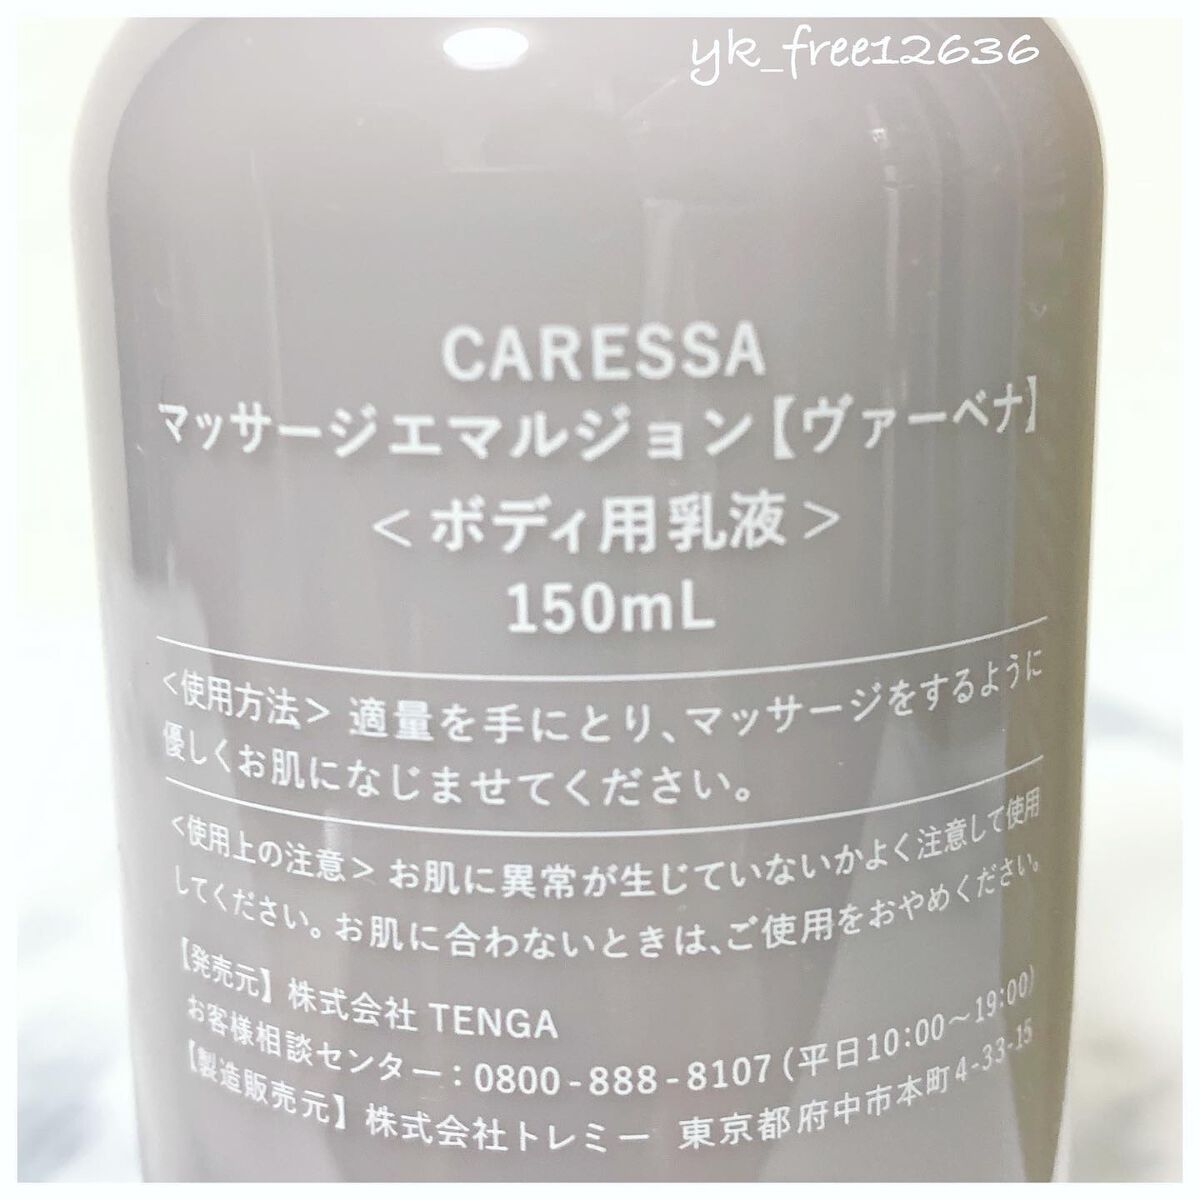 yk_free12636
CARESSA
マッサージエマルジョン【ヴァーベナ】
<ボディ用乳液>
150mL
<使用方法> 適量を手にとり、マッサージをするように
優しくお肌になじませてください。
<使用上の注意> お肌に異常が生じていないかよく注意して使用
してください。お肌に合わないときは、ご使用をおやめください。
【発売元】 株式会社 TENGA
お客様相談センター : 0800-888-8107 (平日10:00～19:00)
【製造販売元】 株式会社トレミー 東京都府中市本町4-33-15